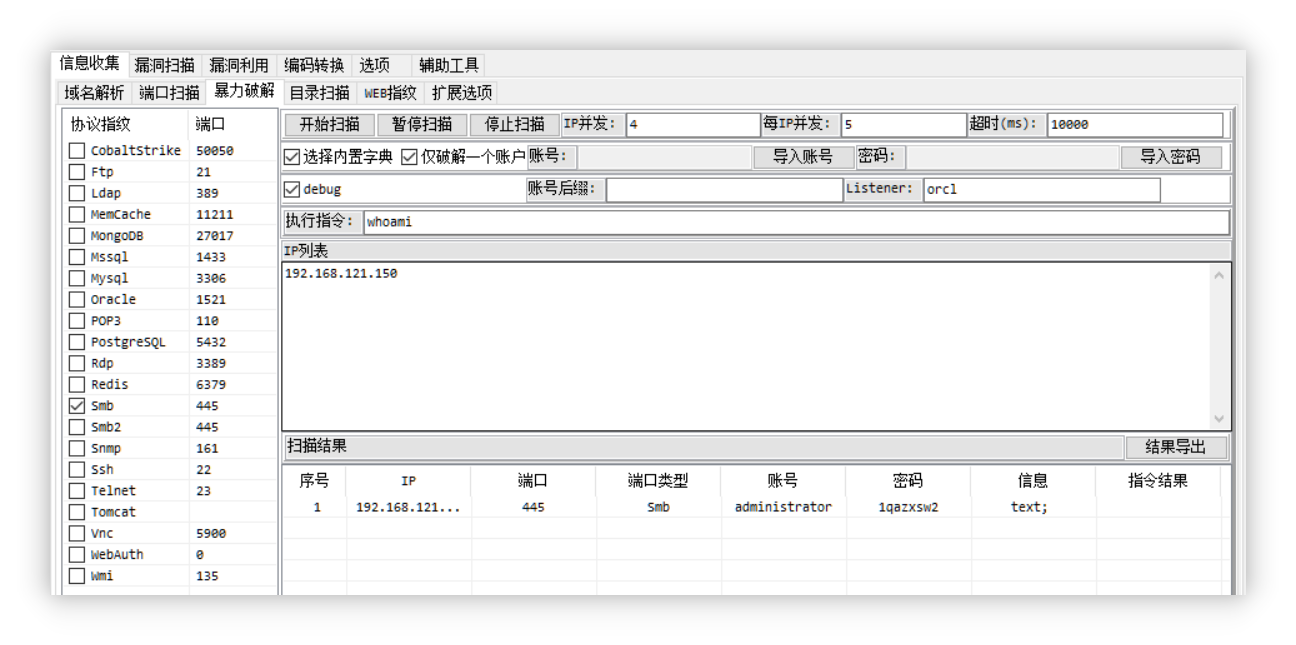 信息收集 漏洞扫描 漏洞利用 编码转换 选项 辅助工具
域名解析 端口扫描 暴力破解 目录扫描 WEB指纹 扩展选项
协议指纹 端口
CobaltStrike 50050
Ftp 21
Ldap 389
MemCache 11211
MongoDB 27017
Mssql 1433
Mysql 3306
Oracle 1521
POP3 110
PostgreSQL 5432
Rdp 3389
Redis 6379
Smb 445
Smb2 445
Snmp 161
Ssh 22
Telnet 23
Tomcat
Vnc 5900
WebAuth 0
Wmi 135
开始扫描 暂停扫描 停止扫描 IP并发: 4 每IP并发: 5 超时(ms): 10000
选择内置字典 仅破解一个账户 账号: 导入账号 密码: 导入密码
debug 账号后缀: Listener: orcl
执行指令: whoami
IP列表
192.168.121.150
扫描结果 结果导出
序号 IP 端口 端口类型 账号 密码 信息 指令结果
1 192.168.121... 445 Smb administrator 1qazxsw2 text;